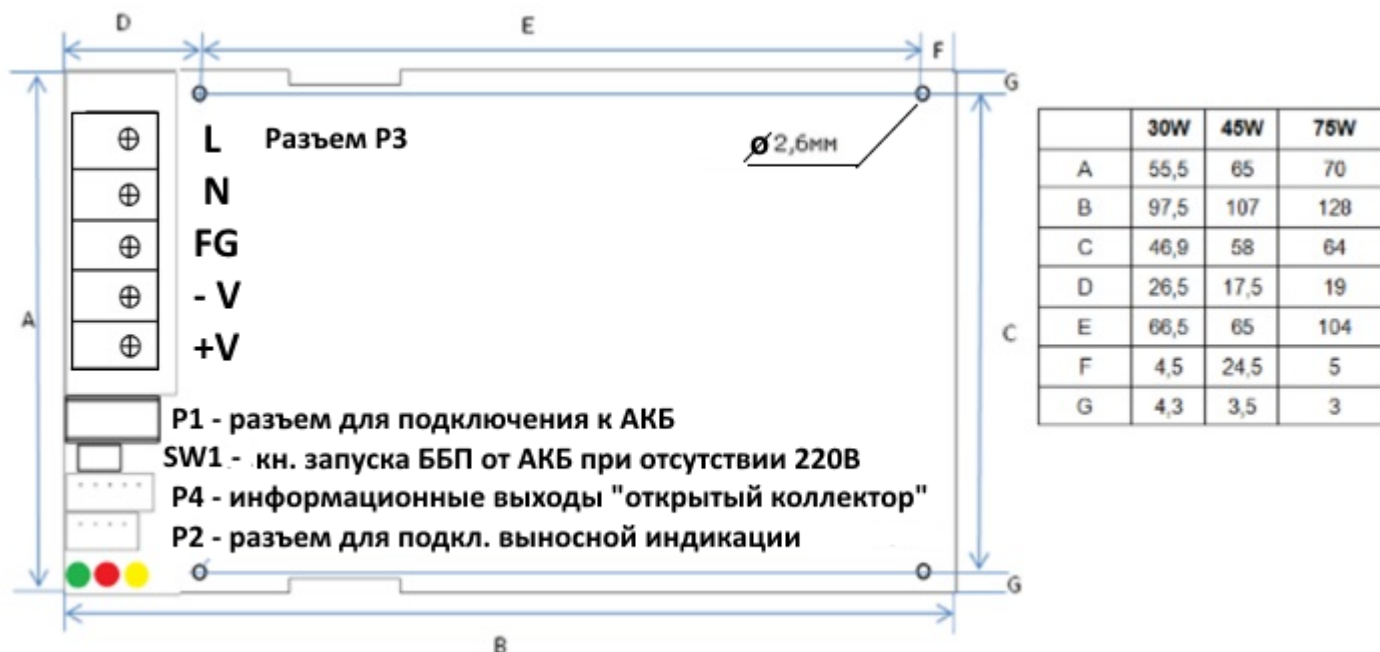 D
E
F
G
L Разъем P3
Ø 2,6мм
N
FG
- V
+V
A
C
P1 - разъем для подключения к АКБ
SW1 - кн. запуска ББП от АКБ при отсутствии 220В
P4 - информационные выходы "открытый коллектор"
P2 - разъем для подкл. выносной индикации
G
B
30W 45W 75W
A 55,5 65 70
B 97,5 107 128
C 46,9 58 64
D 26,5 17,5 19
E 66,5 65 104
F 4,5 24,5 5
G 4,3 3,5 3